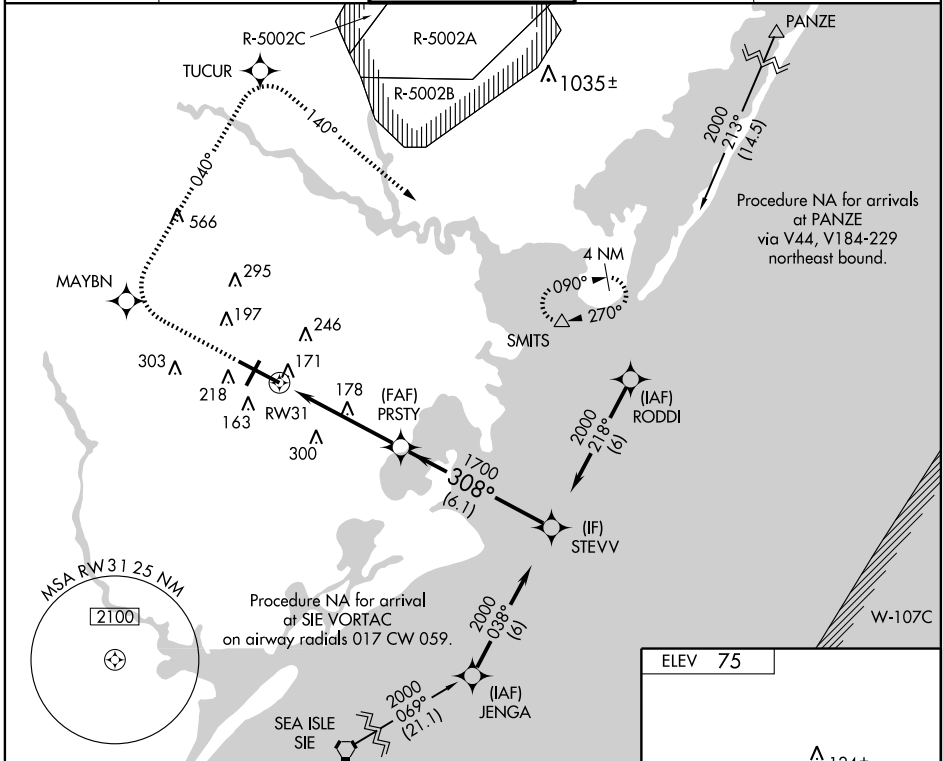 R-5002C
R-5002A
PANZE
TUCUR
R-5002B
1035±
140°
2000
213°
(14.5)
040°
Procedure NA for arrivals
at PANZE
via V44, V184-229
northeast bound.
566
4 NM
090°
270°
SMITS
MAYBN
295
197
246
303
171
218
178
(FAF)
PRSTY
(IAF)
RODDI
163
RW31
300
2000
218°
(6)
1700
308°
(6.1)
(IF)
STEVV
MSA RW31 25 NM
2100
Procedure NA for arrival
at SIE VORTAC
on airway radials 017 CW 059.
2000
038°
(6)
W-107C
ELEV 75
2000
069°
(21.1)
(IAF)
JENGA
SEA ISLE
SIE